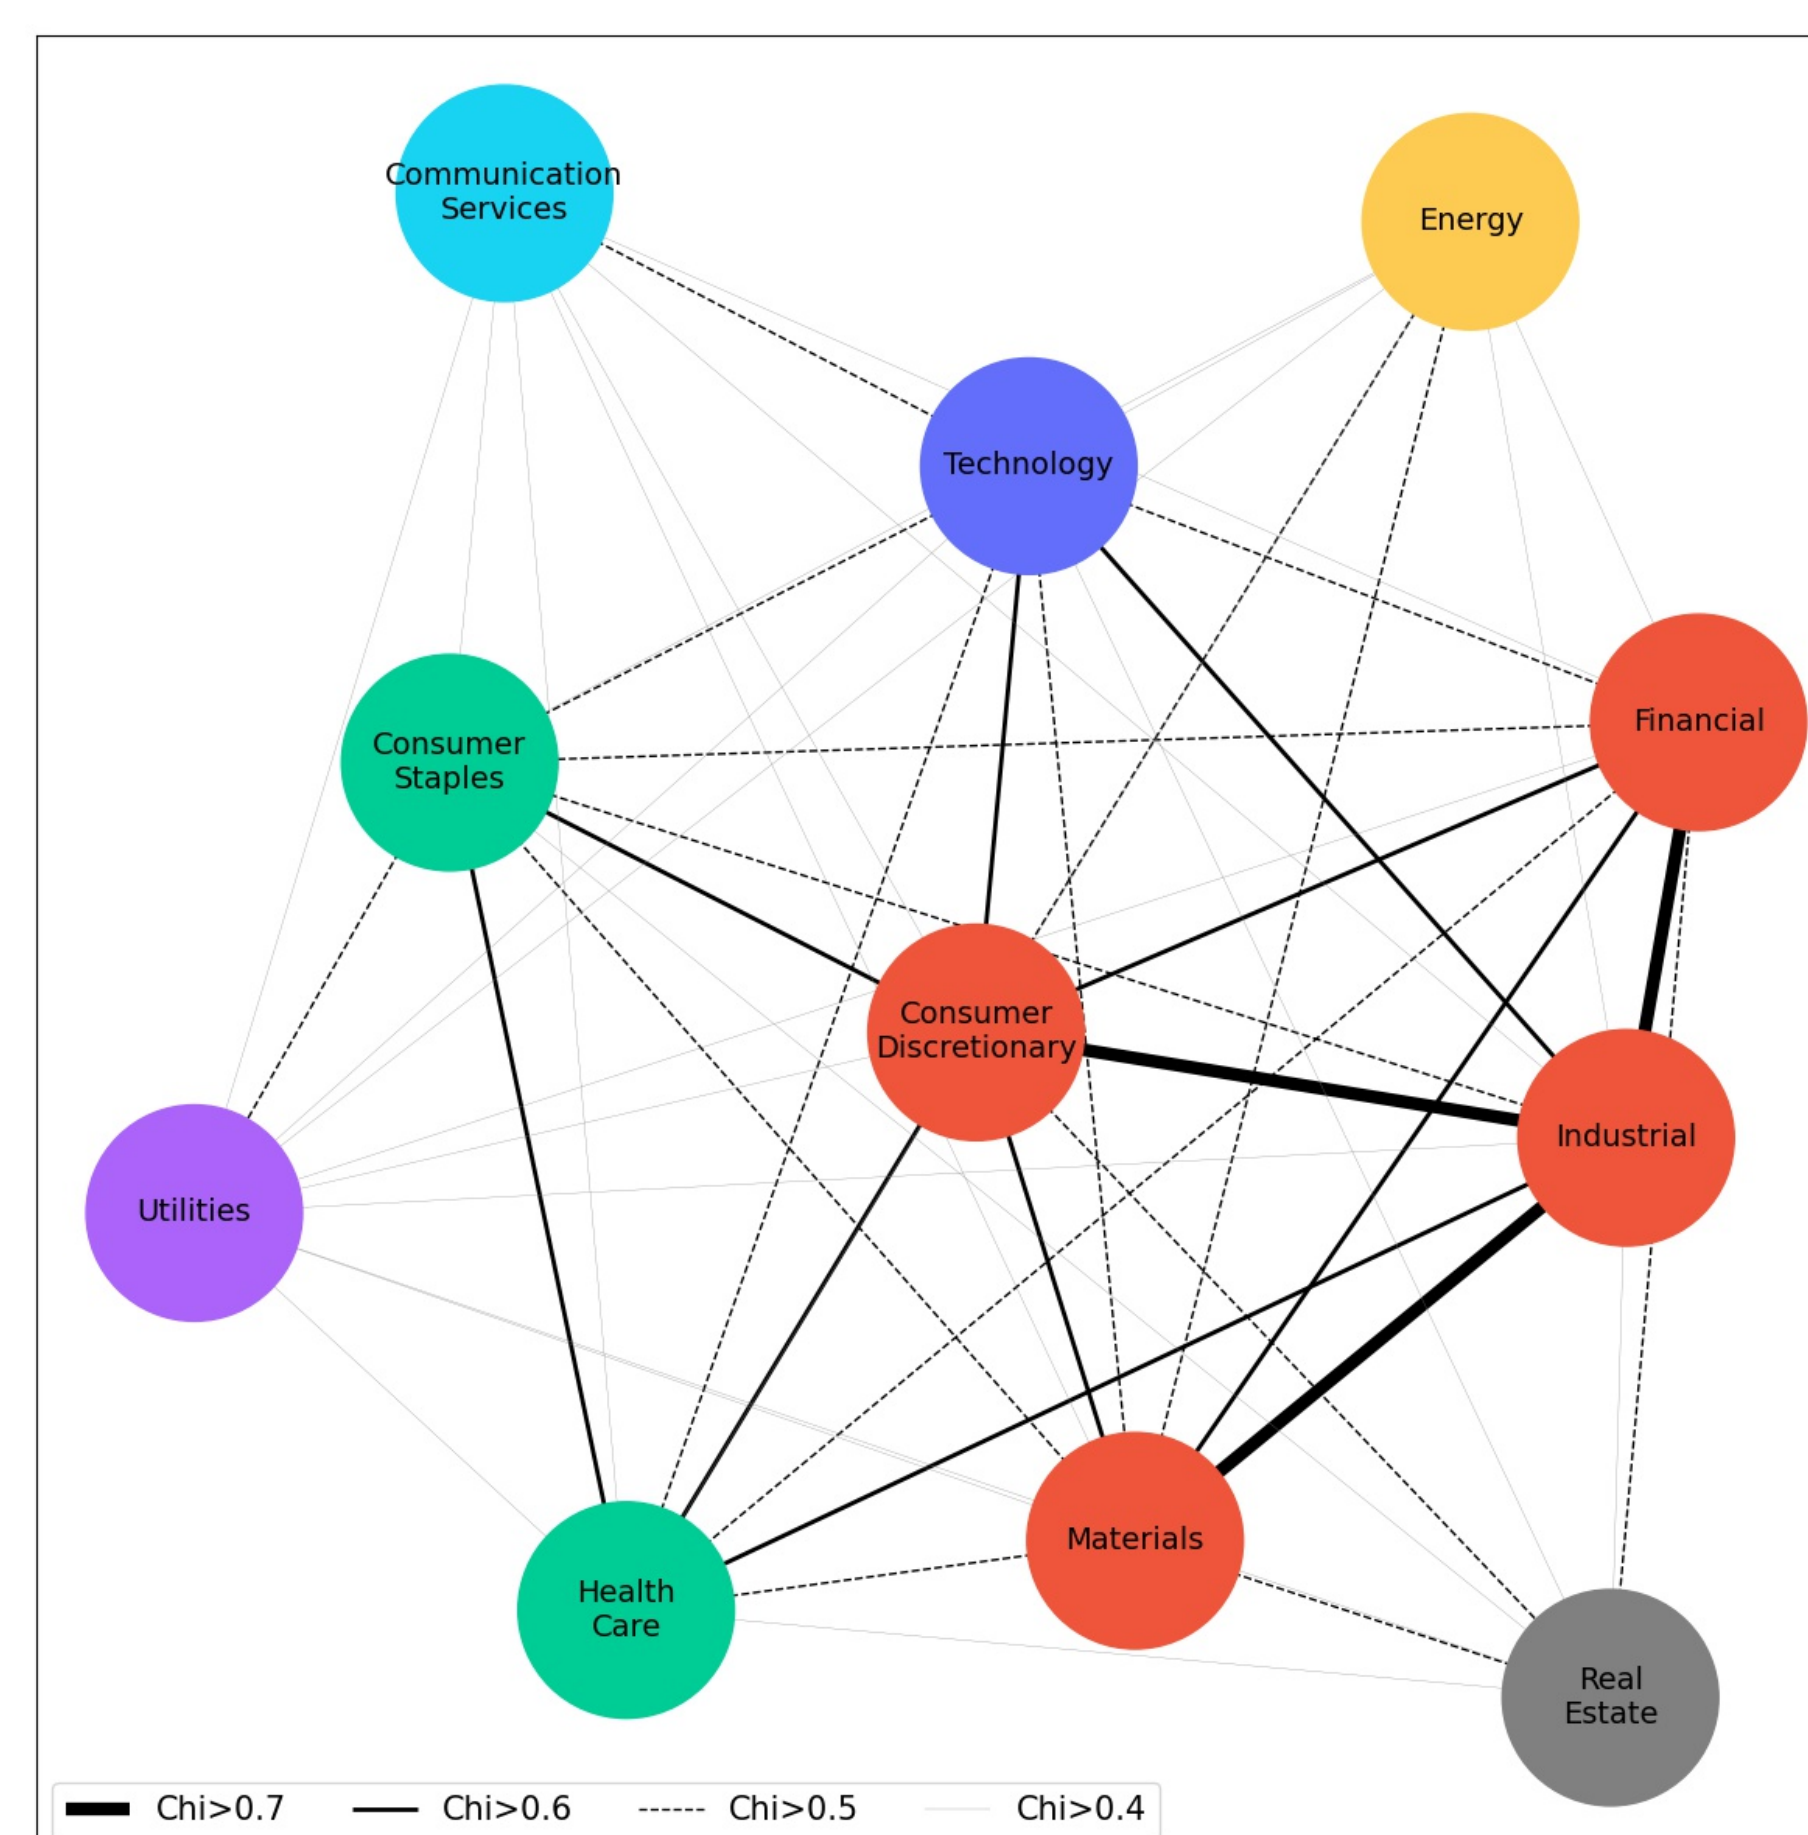 Communication
Services
Energy
Technology
Financial
Consumer
Staples
Consumer
Discretionary
Industrial
Utilities
Materials
Health
Care
Real
Estate
Chi>0.7 Chi>0.6 Chi>0.5 Chi>0.4